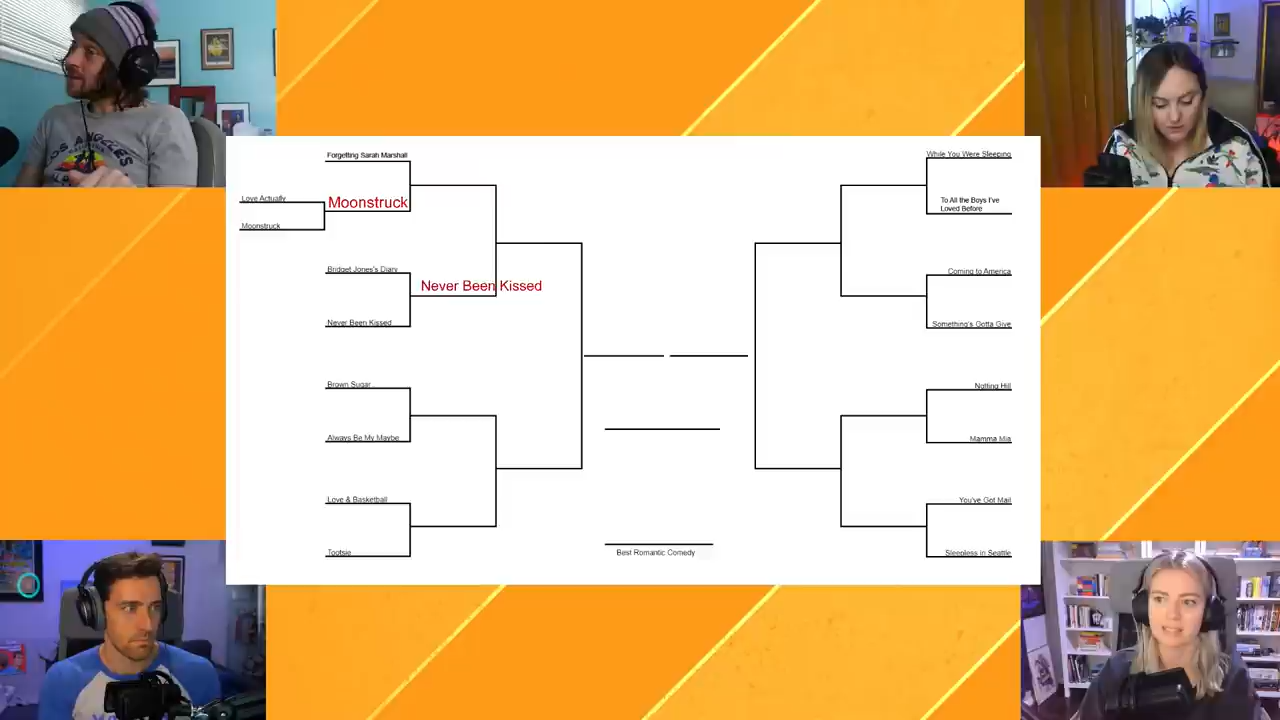 Forgetting Sarah Marshall
Love Actually
Moonstruck
Moonstruck
Bridget Jones's Diary
Never Been Kissed
Never Been Kissed
Brown Sugar
Always Be My Maybe
Love & Basketball
Tootsie
While You Were Sleeping
To All the Boys I've
Loved Before
Coming to America
Something's Gotta Give
Notting Hill
Mamma Mia
You've Got Mail
Sleepless in Seattle
Best Romantic Comedy
LOS ANGELES